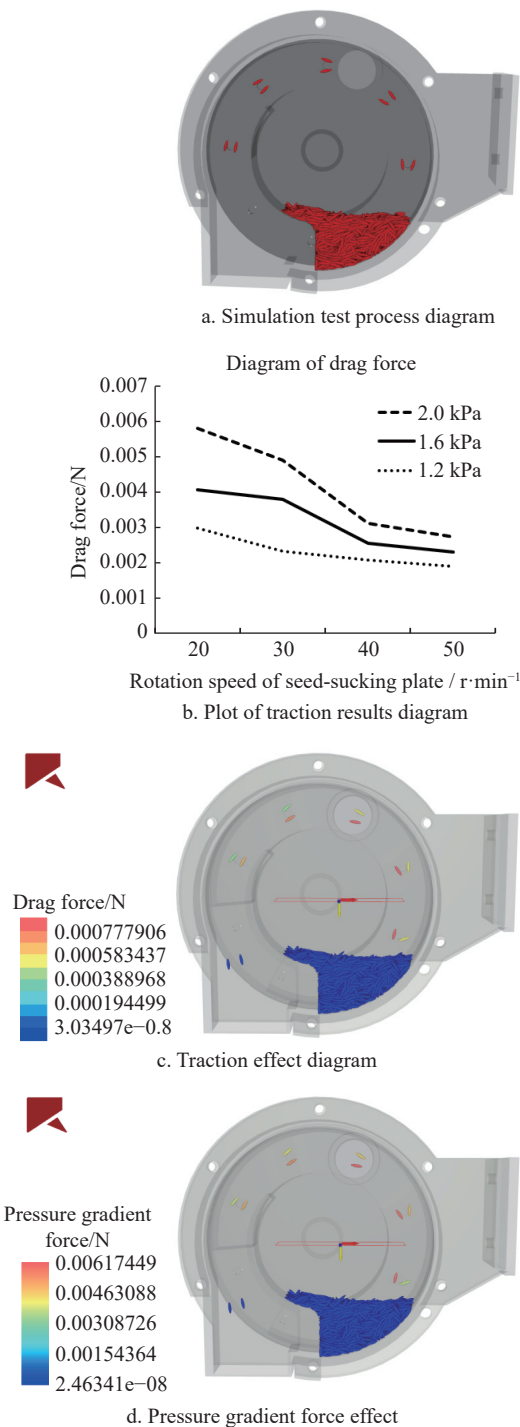 a. Simulation test process diagram
Diagram of drag force
0.007
0.006
0.005
0.004
0.003
0.002
0.001
0
Drag force/N
2.0 kPa
1.6 kPa
1.2 kPa
20 30 40 50
Rotation speed of seed-sucking plate / r·min⁻¹
b. Plot of traction results diagram
Drag force/N
0.000777906
0.000583437
0.000388968
0.000194499
3.03497e−0.8
c. Traction effect diagram
Pressure gradient
force/N
0.00617449
0.00463088
0.00308726
0.00154364
2.46341e−08
d. Pressure gradient force effect